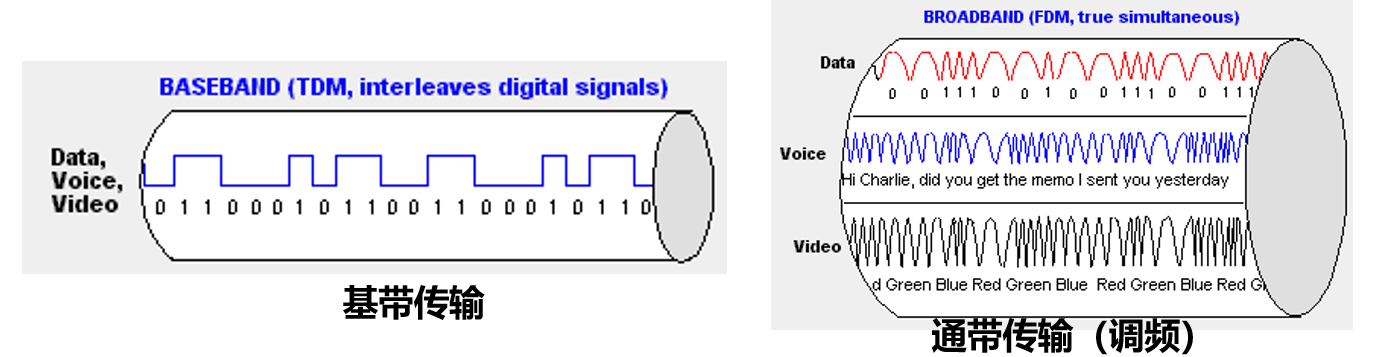 BASEBAND (TDM, interleaves digital signals)
Data,
Voice,
Video
0 1 1 0 0 0 1 0 1 1 0 0 1 1 0 0 0 1 0 1 1 0
基带传输
BROADBAND (FDM, true simultaneous)
Data
0 0 1 1 1 0 0 1 0 0 0 1 1 1 0 0 1 1 1
Voice
Hi Charlie, did you get the memo I sent you yesterday
Video
d Green Blue Red Green Blue Red Green Blue Red G
通带传输（调频）